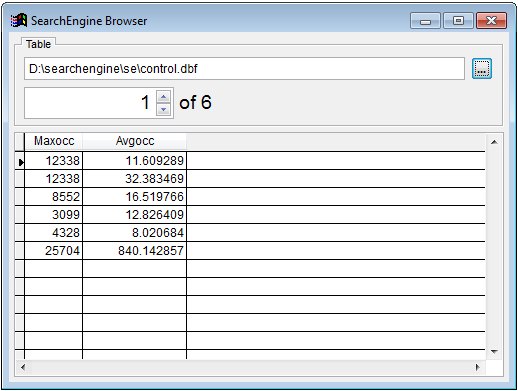 SearchEngine Browser
Table
D:\searchengine\se\control.dbf
...
1 of 6
Maxocc Avgocc
12338 11.609289
12338 32.383469
8552 16.519766
3099 12.826409
4328 8.020684
25704 840.142857